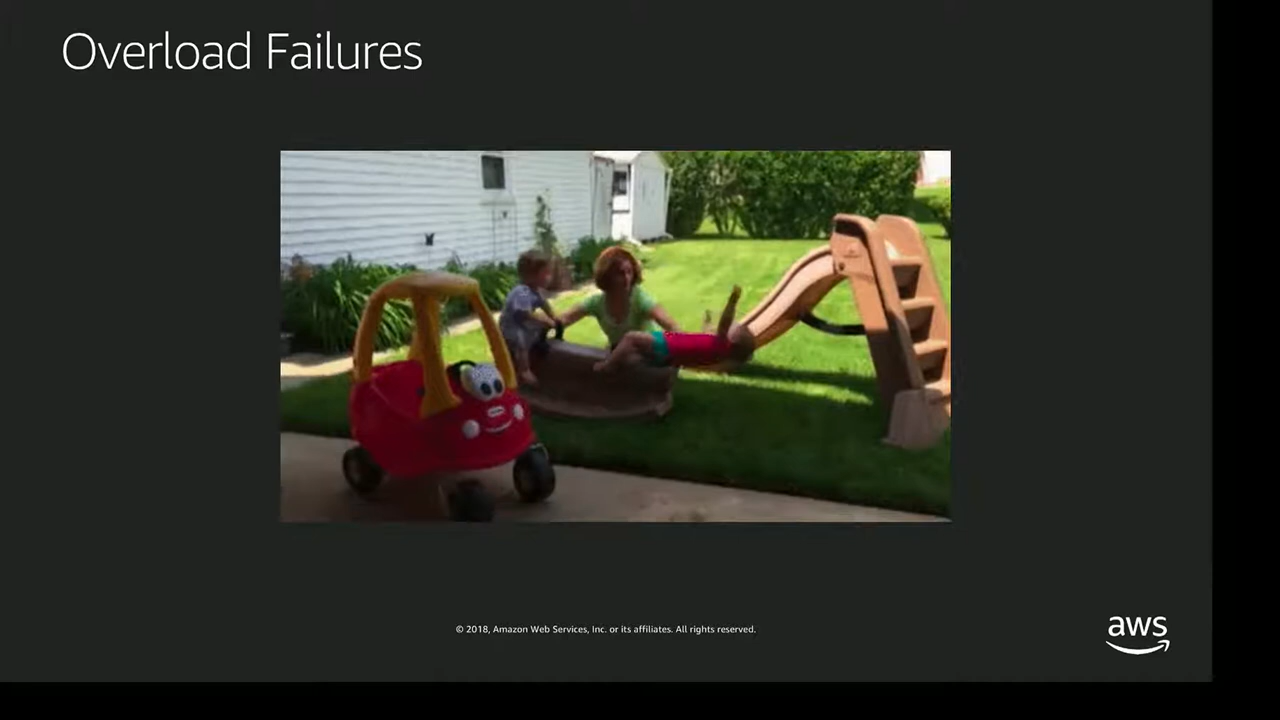 Overload Failures
© 2018, Amazon Web Services, Inc. or its affiliates. All rights reserved.
aws